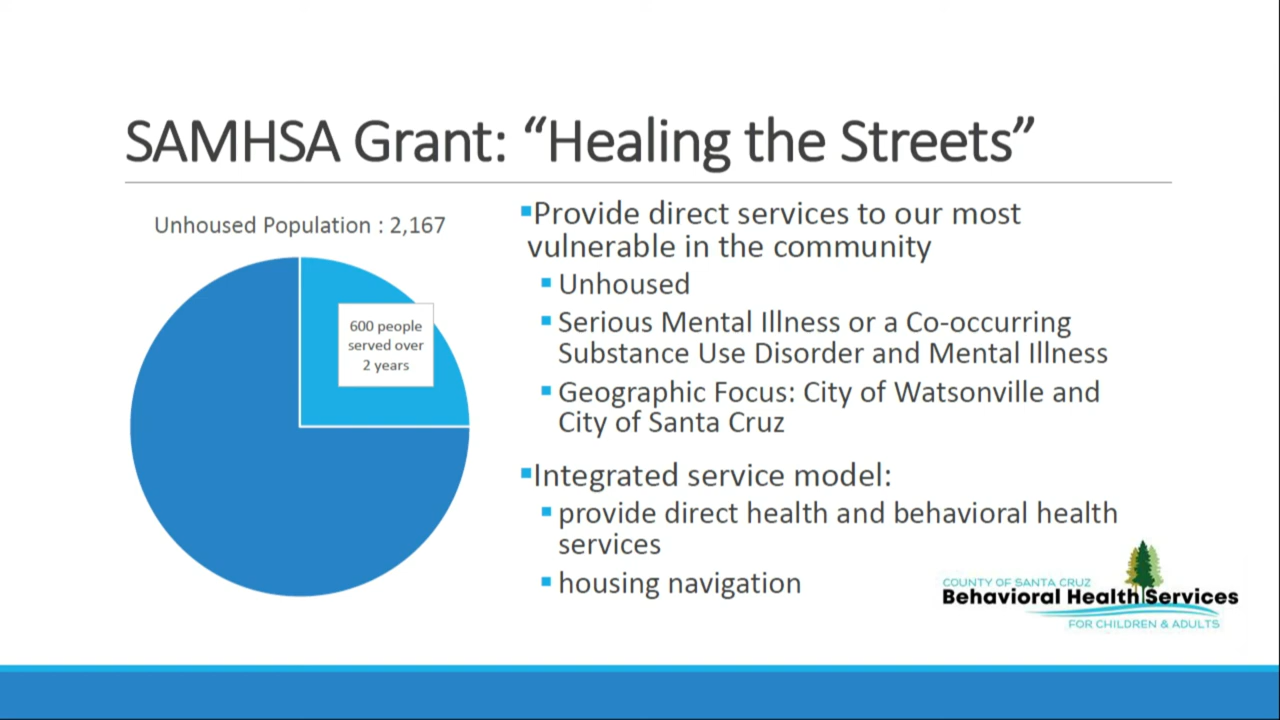 SAMHSA Grant: “Healing the Streets”
Unhoused Population : 2,167
600 people
served over
2 years
Provide direct services to our most
vulnerable in the community
Unhoused
Serious Mental Illness or a Co-occurring
Substance Use Disorder and Mental Illness
Geographic Focus: City of Watsonville and
City of Santa Cruz
Integrated service model:
provide direct health and behavioral health
services
housing navigation
COUNTY OF SANTA CRUZ
Behavioral Health Services
FOR CHILDREN & ADULTS